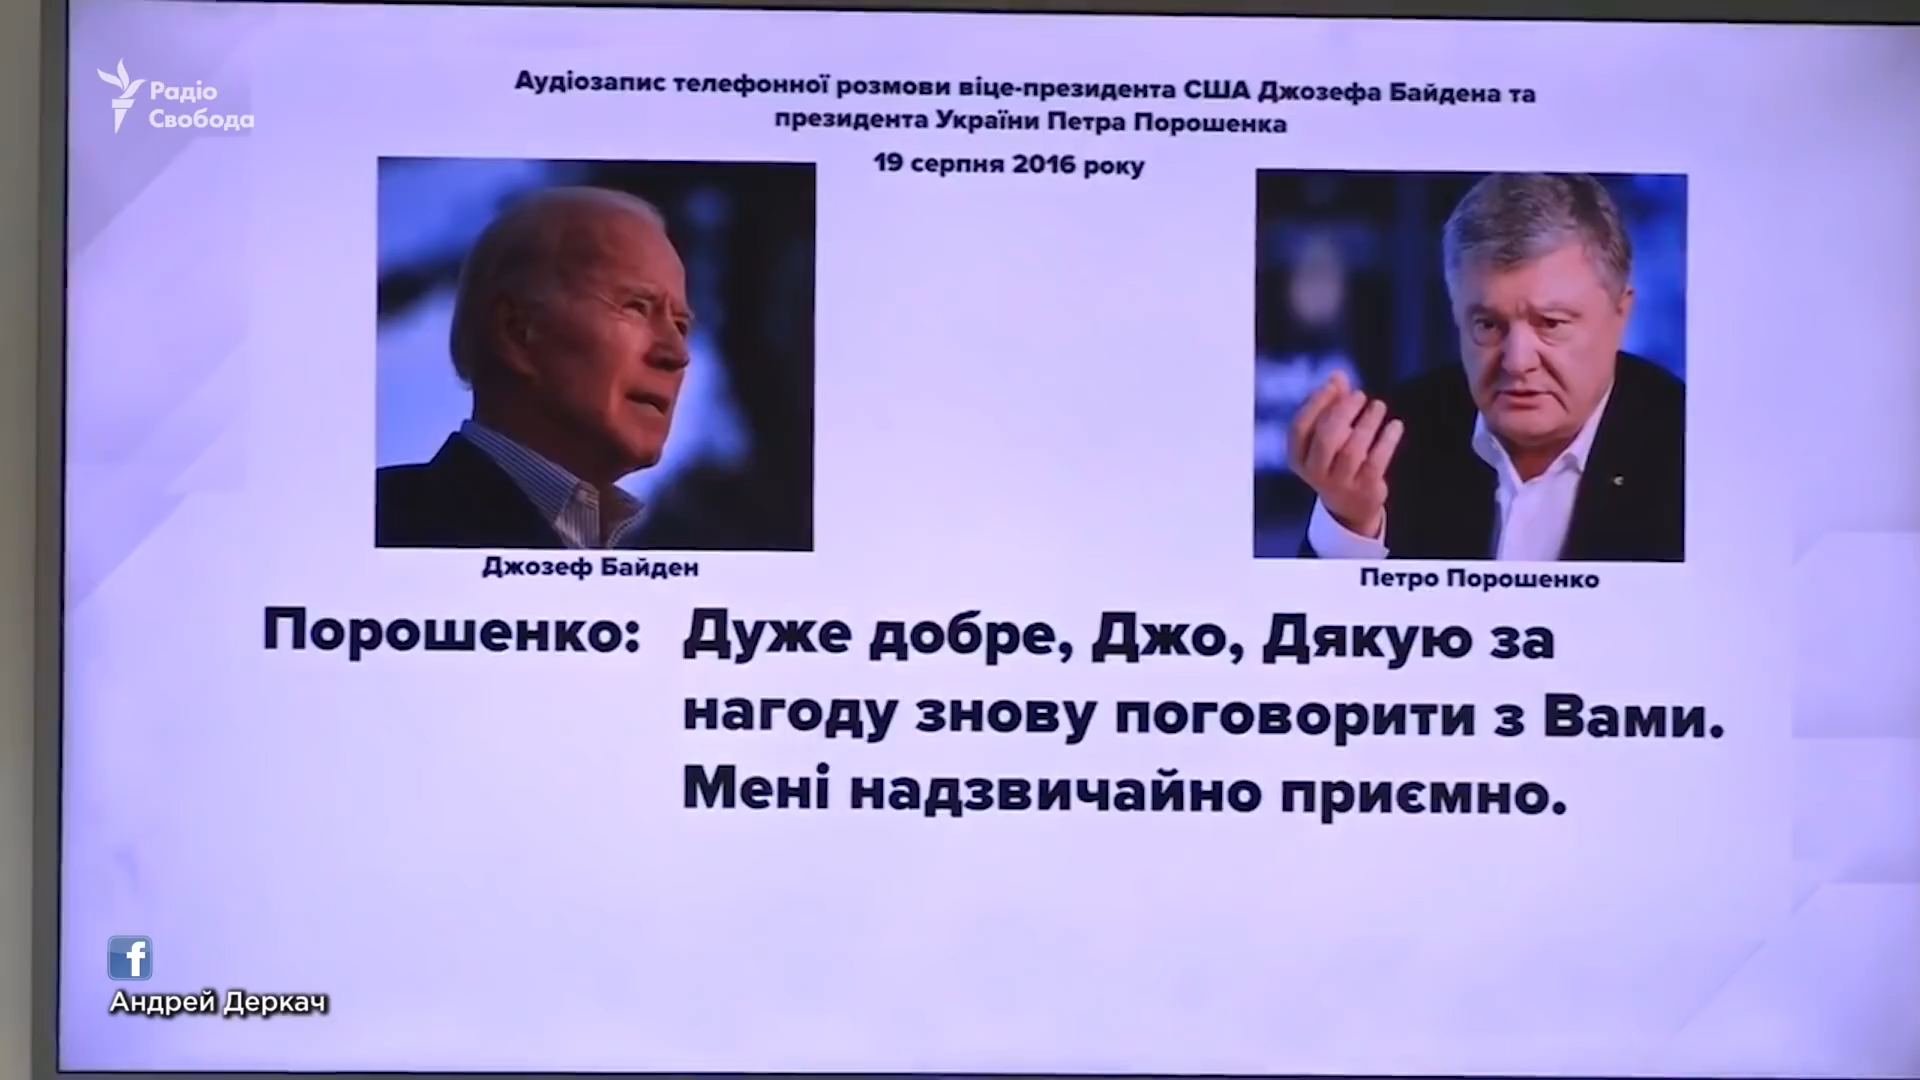 Радіо
Свобода
Аудіозапис телефонної розмови віце-президента США Джозефа Байдена та
президента України Петра Порошенка
19 серпня 2016 року
Джозеф Байден
Петро Порошенко
Порошенко: Дуже добре, Джо, Дякую за
нагоду знову поговорити з Вами.
Мені надзвичайно приємно.
f
Андрей Деркач